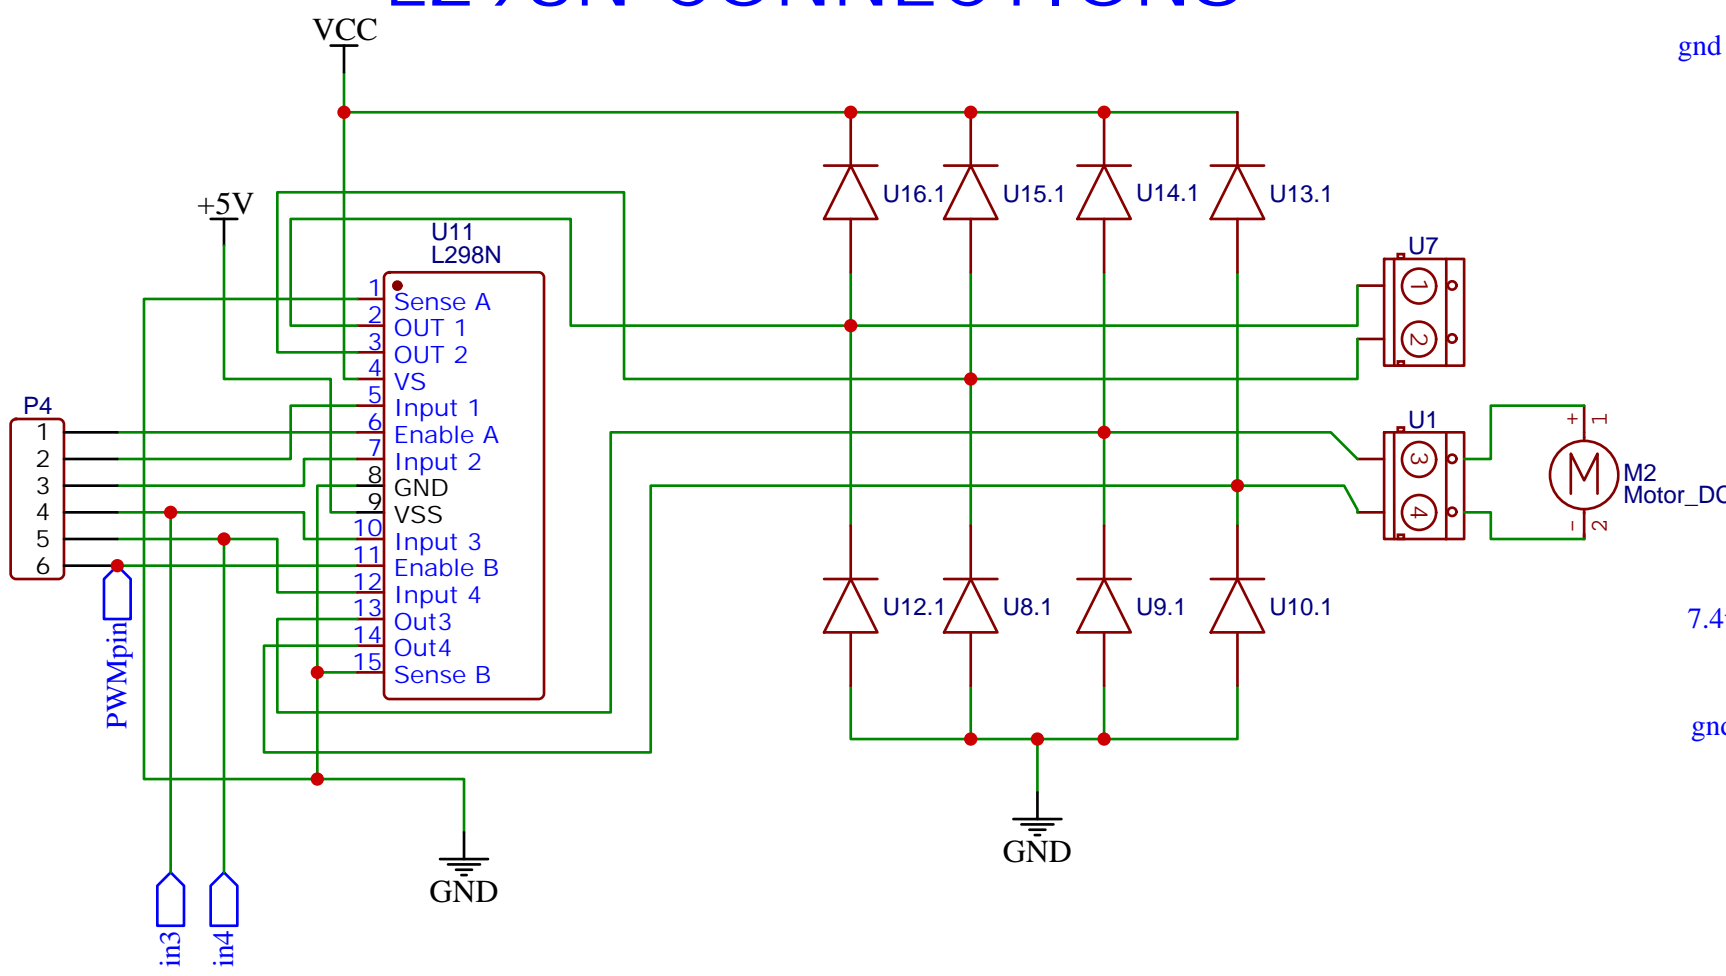 L298N CONNECTIONS
VCC
gnd
+5V
U11
L298N
1 Sense A
2 OUT 1
3 OUT 2
4 VS
5 Input 1
6 Enable A
7 Input 2
8 GND
9 VSS
10 Input 3
11 Enable B
12 Input 4
13 Out3
14 Out4
15 Sense B
P4
1
2
3
4
5
6
PWMpin
in3
in4
GND
U16.1
U15.1
U14.1
U13.1
U12.1
U8.1
U9.1
U10.1
GND
U7
1
2
U1
3
4
+ 1
M
M2
Motor_DC
- 2
7.4